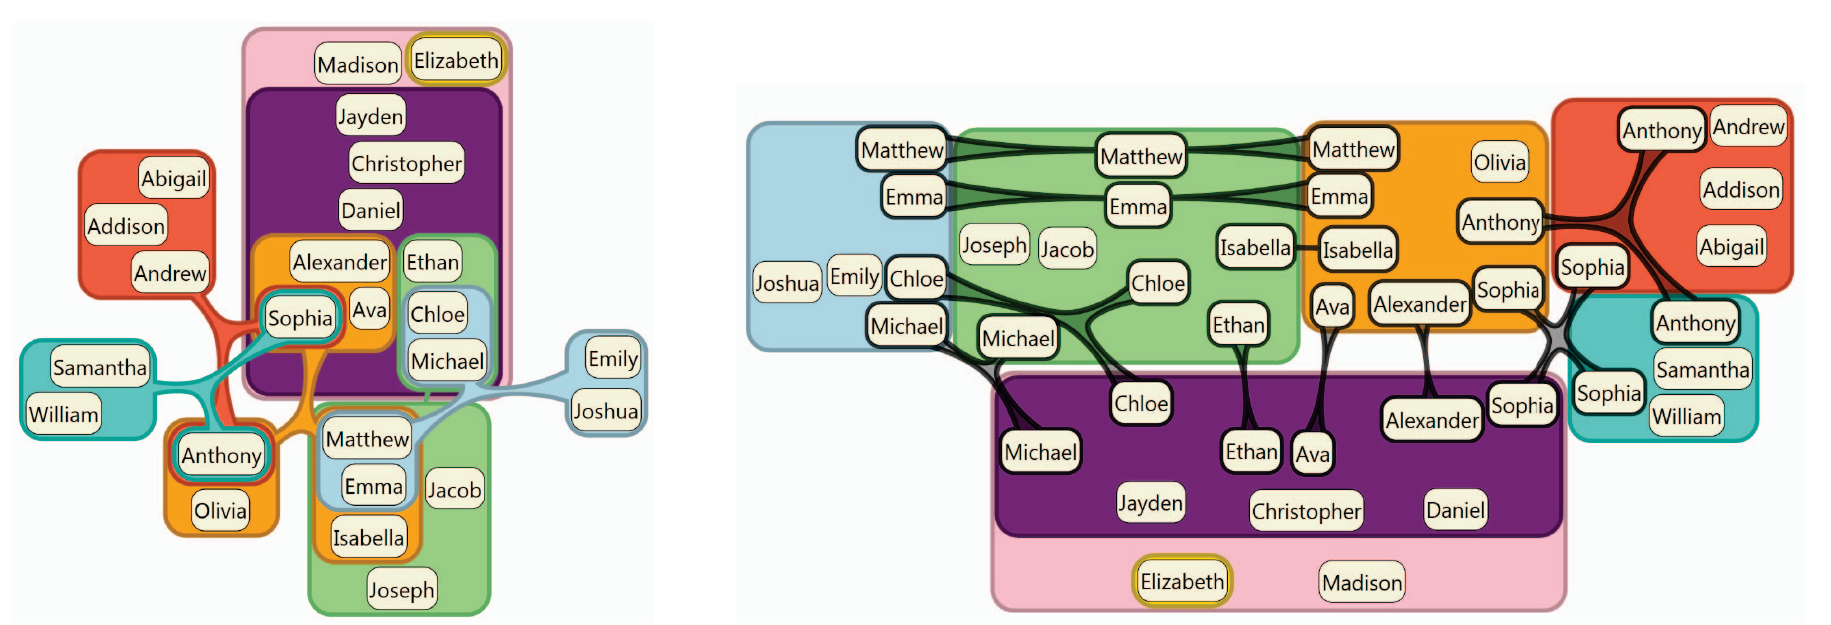 Madison
Elizabeth
Jayden
Christopher
Daniel
Abigail
Addison
Andrew
Alexander
Ethan
Sophia
Ava
Chloe
Michael
Samantha
William
Emily
Joshua
Matthew
Anthony
Emma
Jacob
Olivia
Isabella
Joseph
Matthew
Matthew
Matthew
Olivia
Anthony
Andrew
Emma
Emma
Emma
Anthony
Addison
Joseph
Jacob
Isabella
Isabella
Abigail
Joshua
Emily
Chloe
Chloe
Sophia
Sophia
Michael
Michael
Ethan
Ava
Alexander
Anthony
Samantha
Chloe
Sophia
Sophia
William
Michael
Ethan
Ava
Alexander
Jayden
Christopher
Daniel
Elizabeth
Madison